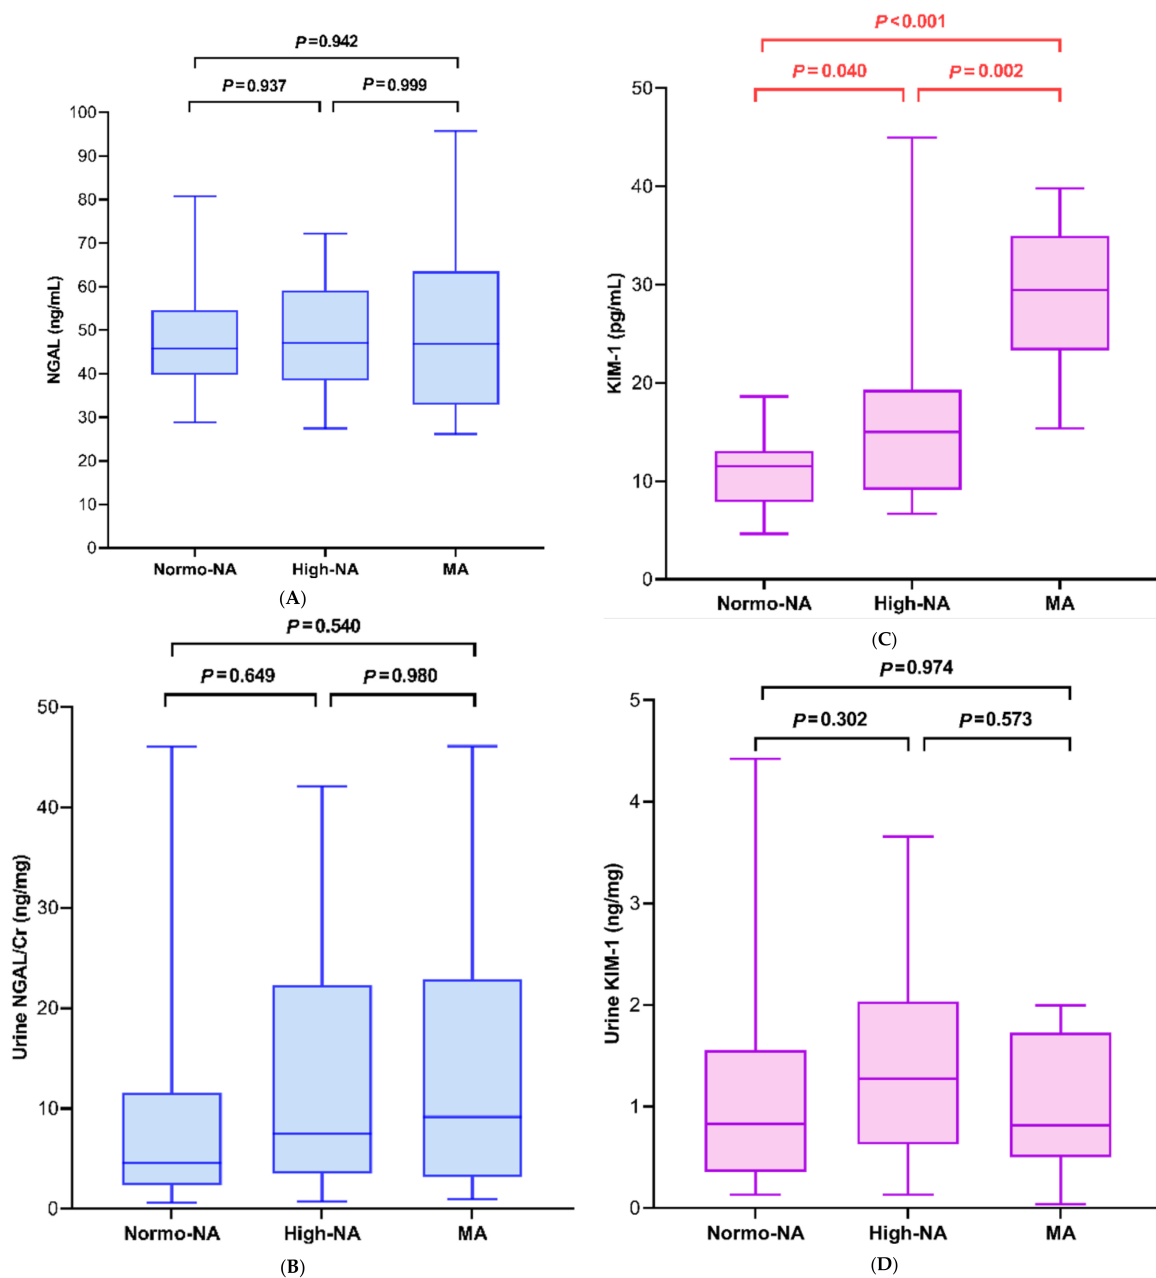 P=0.942
P=0.937
P=0.999
NGAL (ng/mL)
100
90
80
70
60
50
40
30
20
10
0
Normo-NA High-NA MA
(A)
P<0.001
P=0.040
P=0.002
KIM-1 (pg/mL)
50
40
30
20
10
0
Normo-NA High-NA MA
(C)
P=0.540
P=0.649
P=0.980
Urine NGAL/Cr (ng/mg)
50
40
30
20
10
0
Normo-NA High-NA MA
(B)
P=0.974
P=0.302
P=0.573
Urine KIM-1 (ng/mg)
5
4
3
2
1
0
Normo-NA High-NA MA
(D)